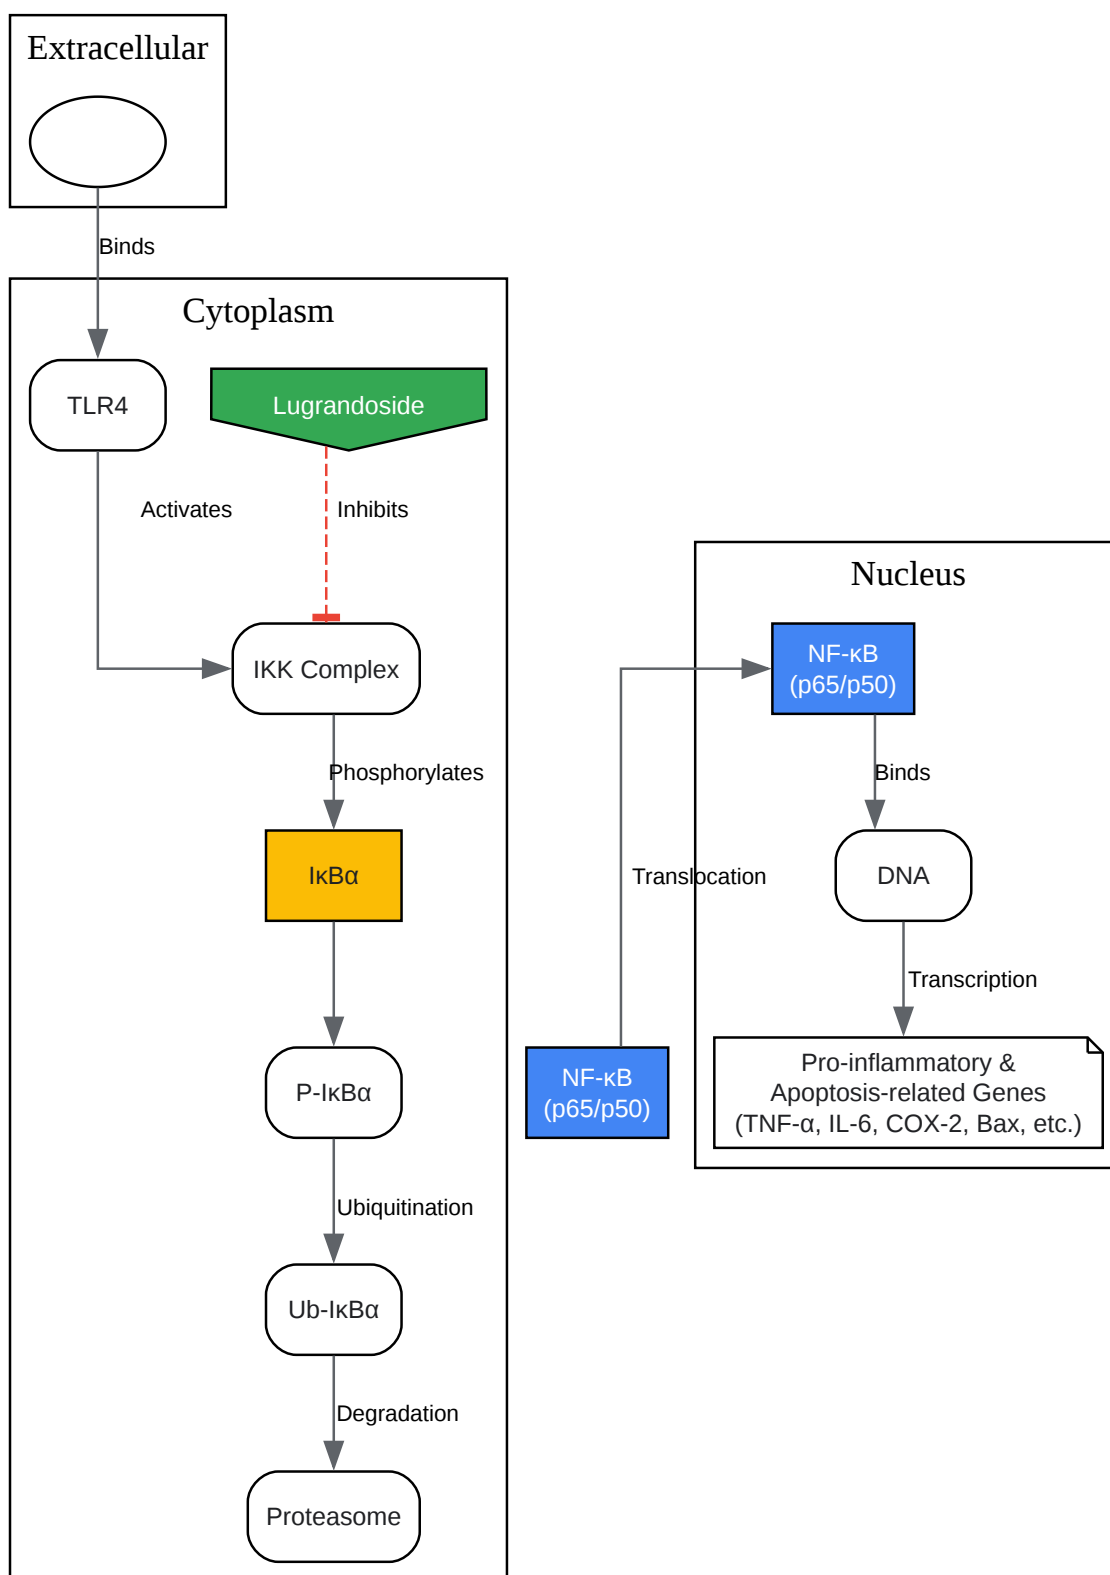 Extracellular
Binds
Cytoplasm
TLR4
Lugrandoside
Activates
Inhibits
IKK Complex
Phosphorylates
IκBα
P-IκBα
Ubiquitination
Ub-IκBα
Degradation
Proteasome
NF-κB
(p65/p50)
Translocation
Nucleus
NF-κB
(p65/p50)
Binds
DNA
Transcription
Pro-inflammatory &
Apoptosis-related Genes
(TNF-α, IL-6, COX-2, Bax, etc.)